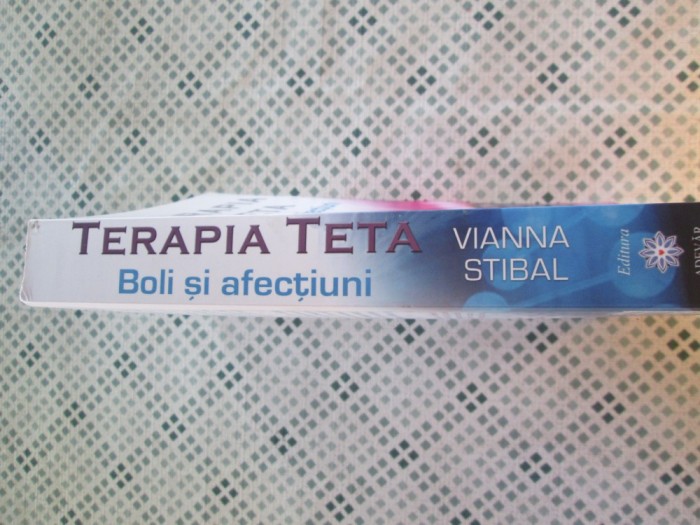 TERAPIA TETA
Boli și afecțiuni
VIANNA
STIBAL
Editura